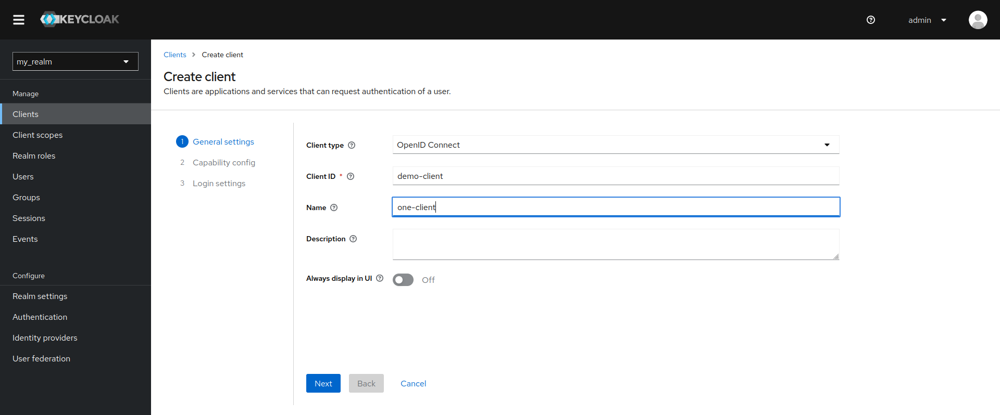 KEYCLOAK
admin
my_realm
Manage
Clients
Client scopes
Realm roles
Users
Groups
Sessions
Events
Configure
Realm settings
Authentication
Identity providers
User federation
Clients > Create client
Create client
Clients are applications and services that can request authentication of a user.
1 General settings
2 Capability config
3 Login settings
Client type ? OpenID Connect
Client ID * ? demo-client
Name ? one-client
Description ?
Always display in UI ? Off
Next Back Cancel